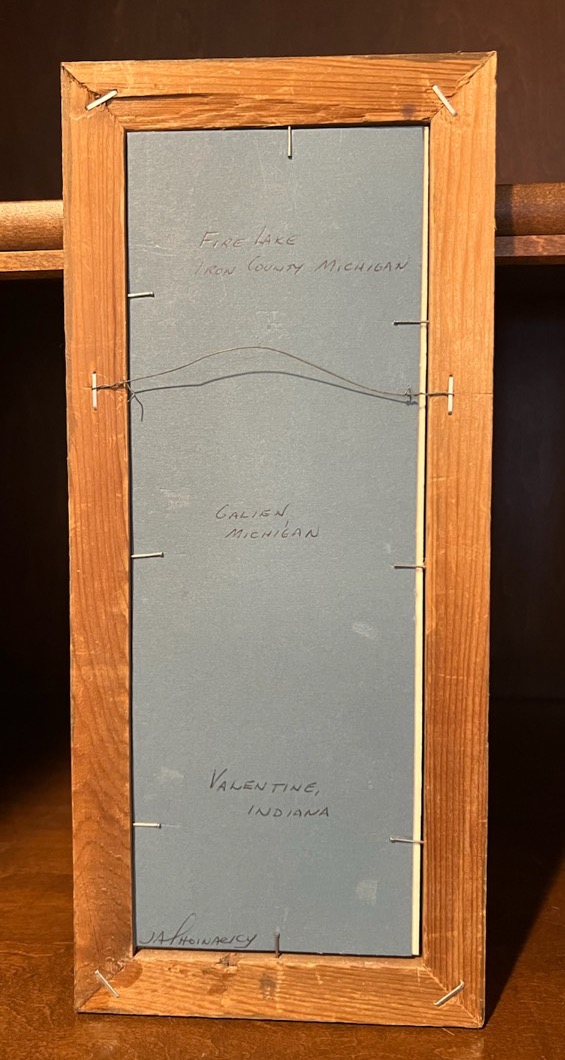 FIRE LAKE
IRON COUNTY MICHIGAN
GALIEN,
MICHIGAN
VALENTINE,
INDIANA